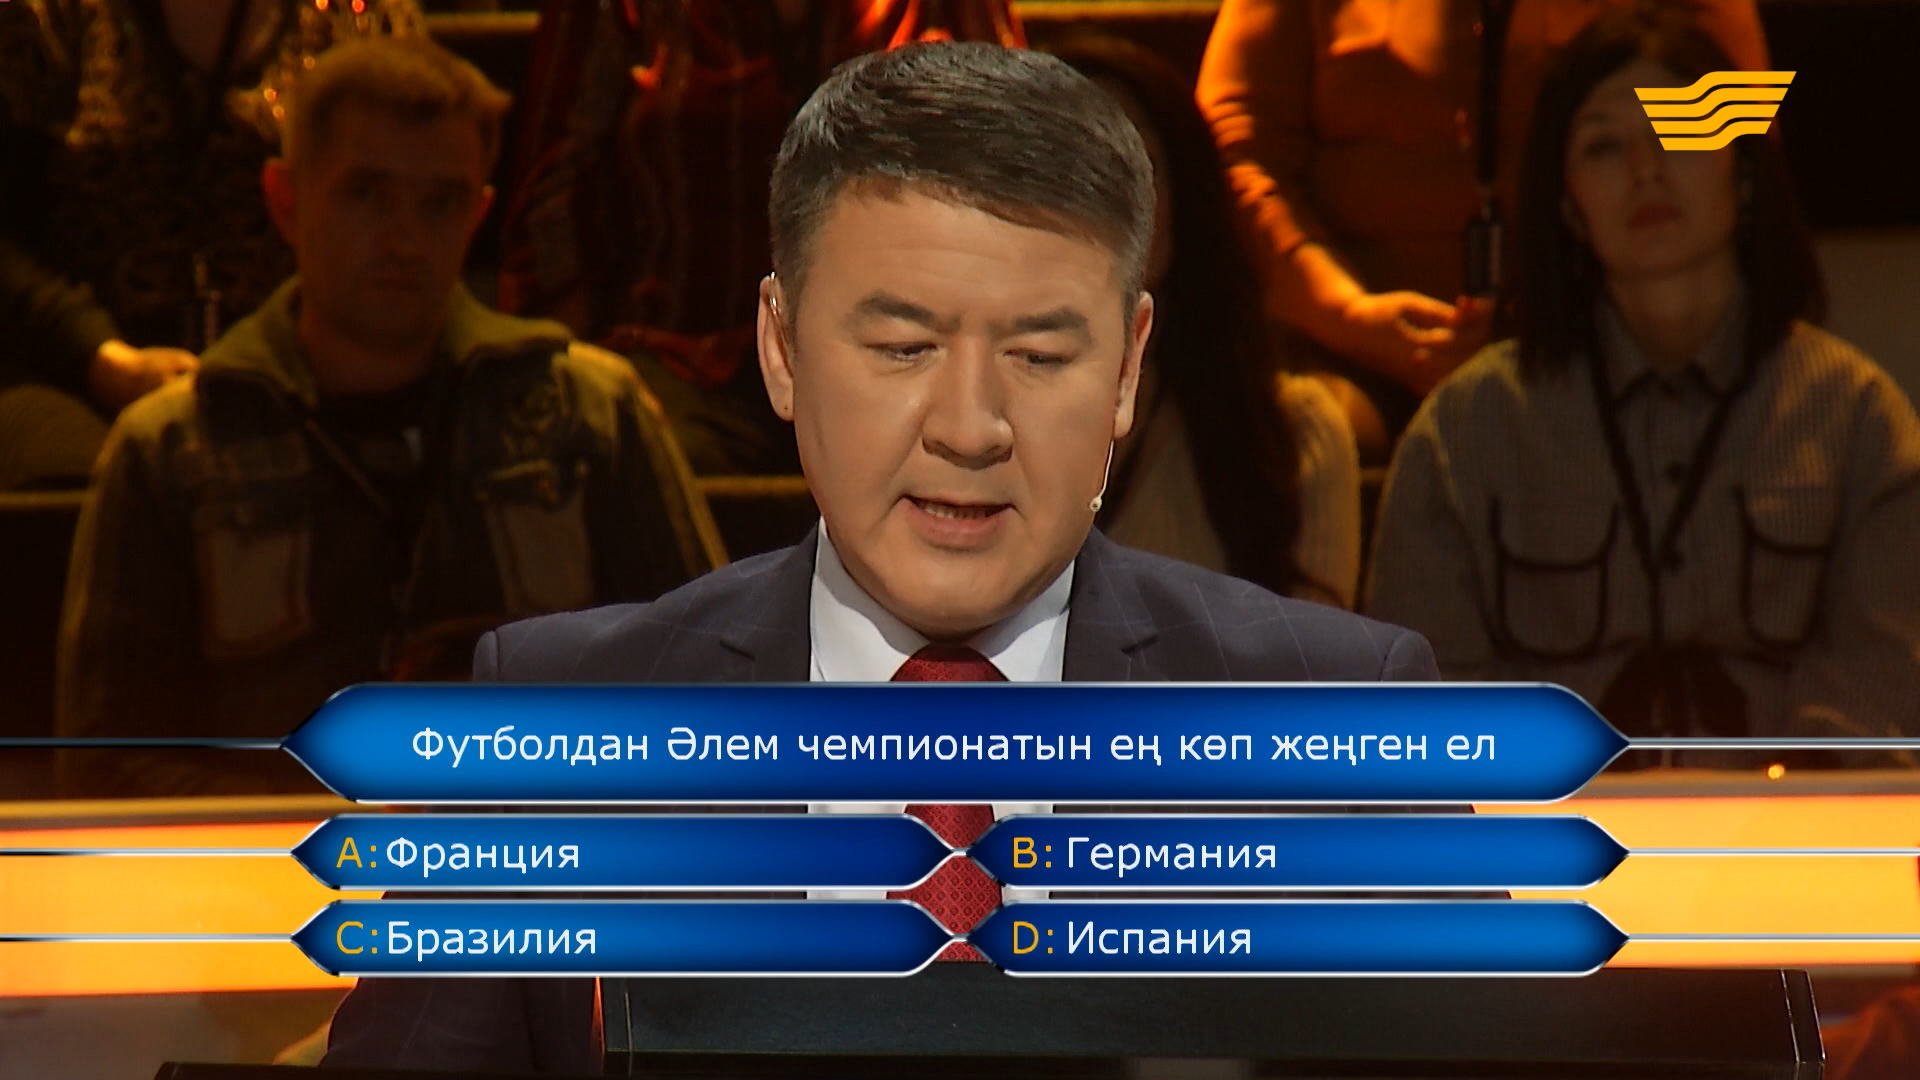 Футболдан Әлем чемпионатын ең көп жеңген ел
A: Франция
B: Германия
C: Бразилия
D: Испания